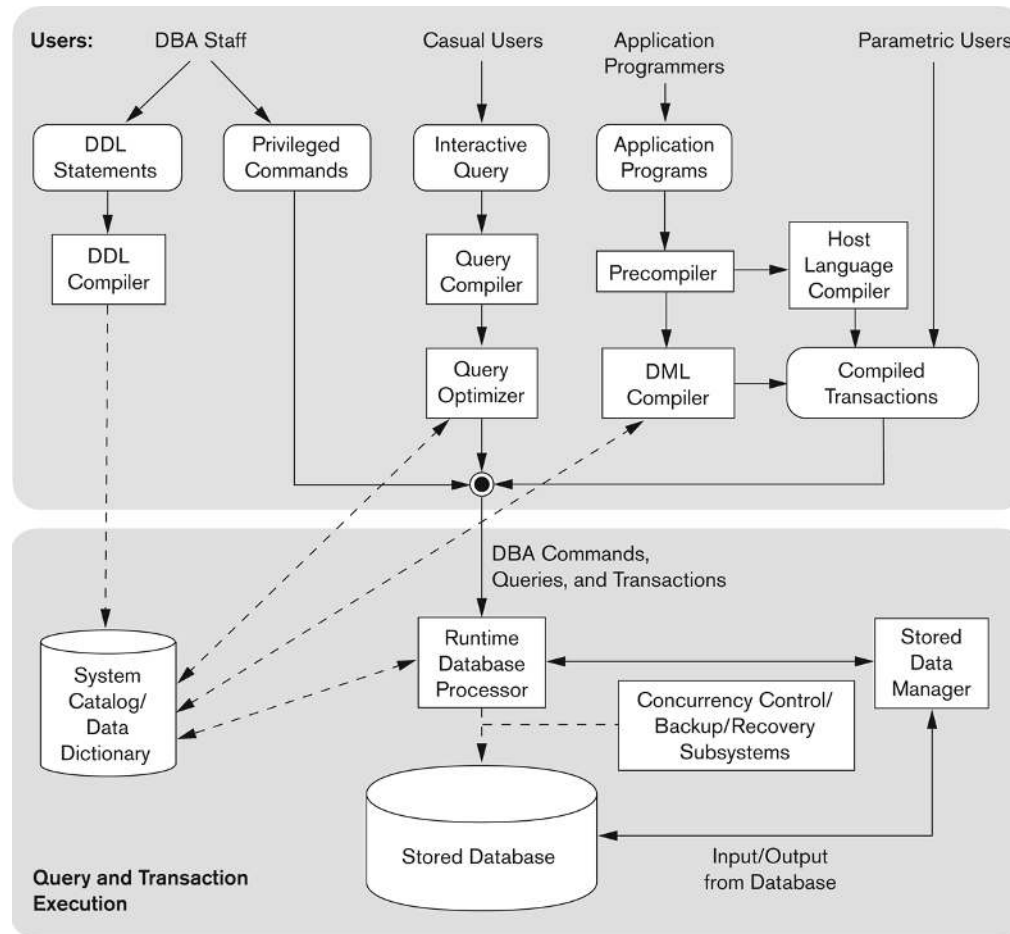 Users:
DBA Staff
Casual Users
Application
Programmers
Parametric Users
DDL
Statements
Privileged
Commands
Interactive
Query
Application
Programs
DDL
Compiler
Query
Compiler
Precompiler
Host
Language
Compiler
Query
Optimizer
DML
Compiler
Compiled
Transactions
DBA Commands,
Queries, and Transactions
System
Catalog/
Data
Dictionary
Runtime
Database
Processor
Stored
Data
Manager
Concurrency Control/
Backup/Recovery
Subsystems
Stored Database
Input/Output
from Database
Query and Transaction
Execution